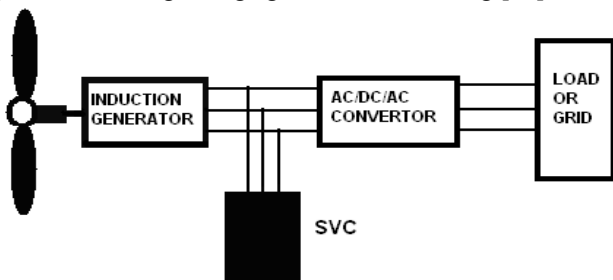 INDUCTION
GENERATOR
AC/DC/AC
CONVERTOR
LOAD
OR
GRID
SVC